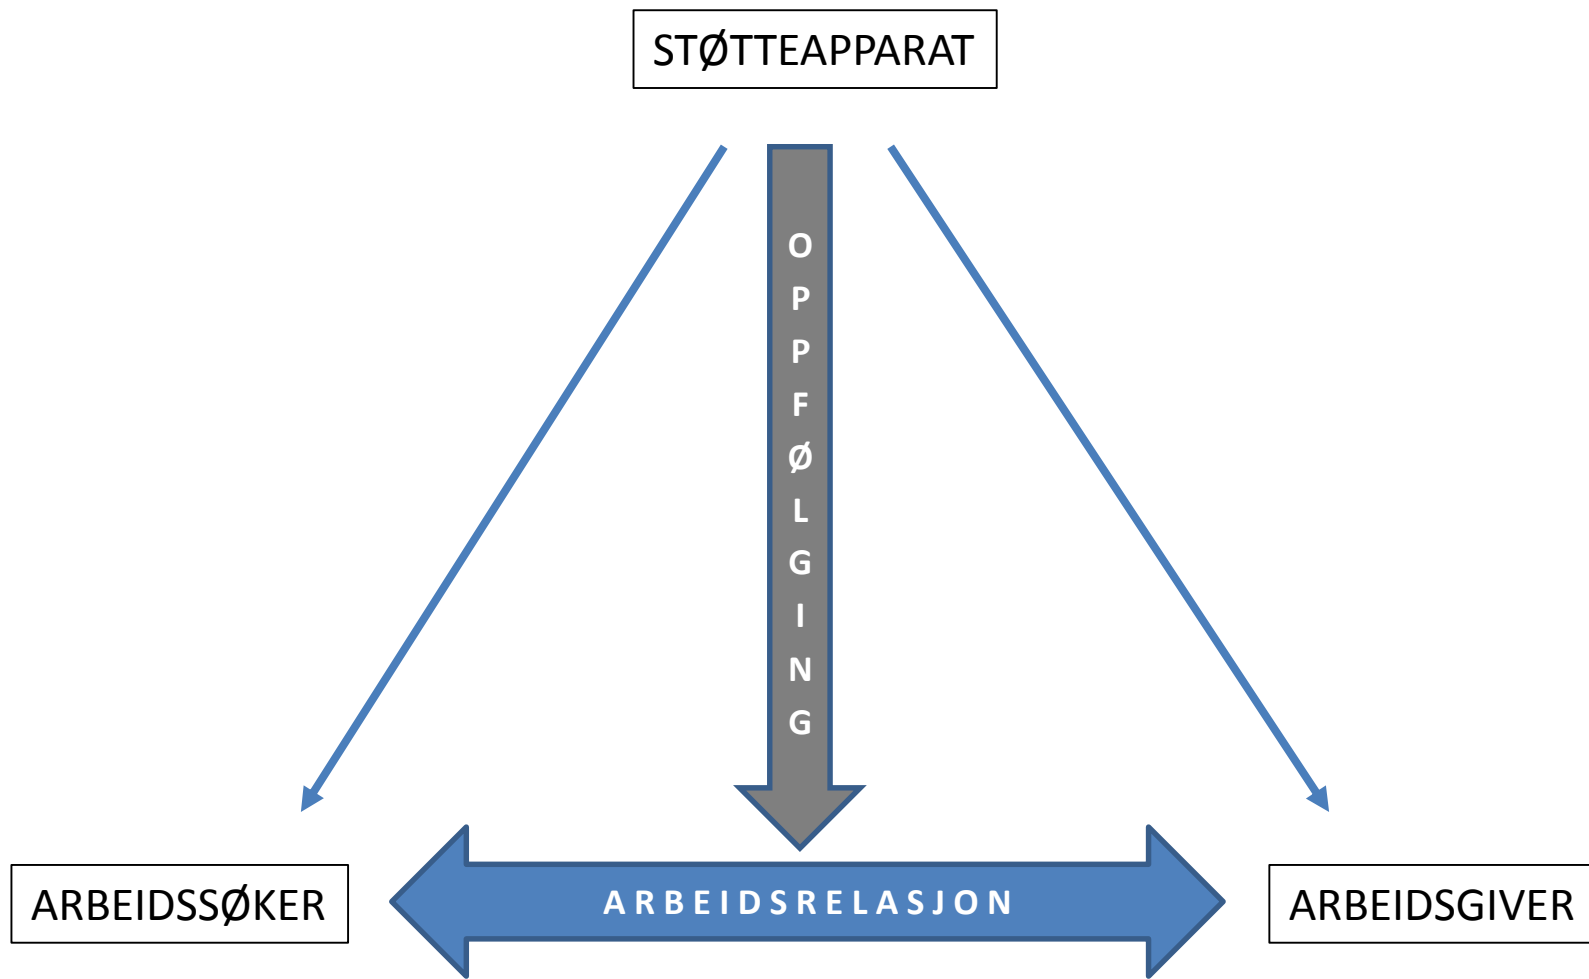 STØTTEAPPARAT
OPPFØLGING
ARBEIDSSØKER
ARBEIDSRELASJON
ARBEIDSGIVER